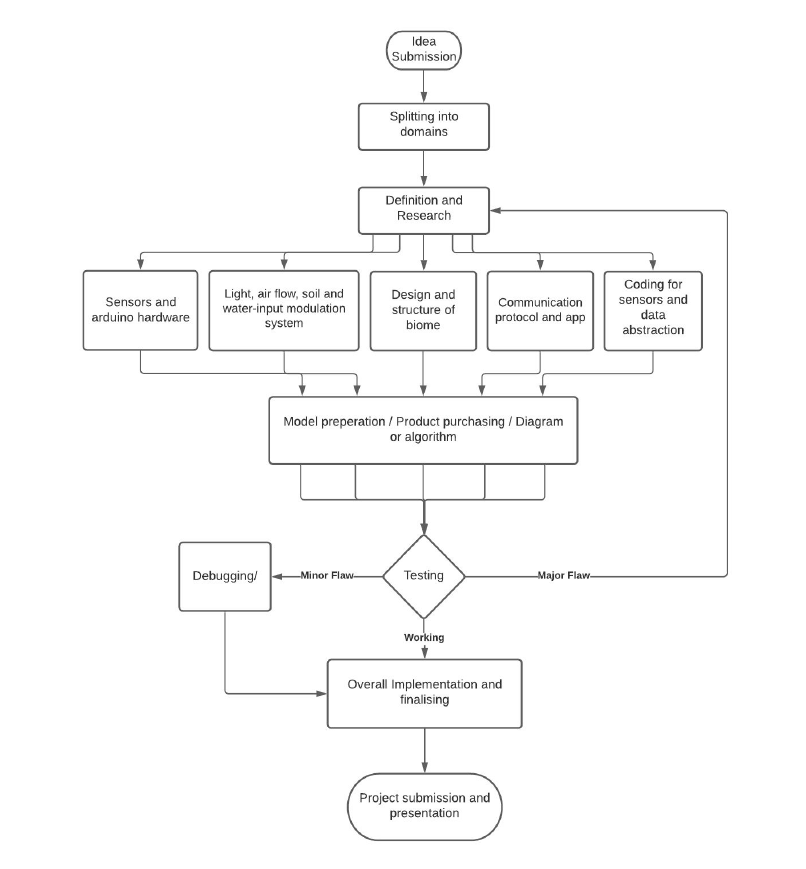 Idea
Submission
Splitting into
domains
Definition and
Research
Sensors and
arduino hardware
Light, air flow, soil and
water-input modulation
system
Design and
structure of
biome
Communication
protocol and app
Coding for
sensors and
data
abstraction
Model preperation / Product purchasing / Diagram
or algorithm
Debugging/
Minor Flaw
Testing
Major Flaw
Working
Overall Implementation and
finalising
Project submission and
presentation